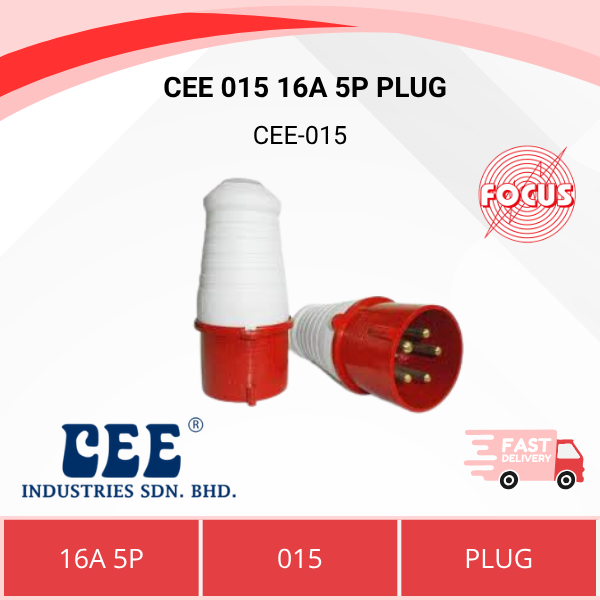 CEE 015 16A 5P PLUG
CEE-015
FOCUS
CEE®
INDUSTRIES SDN. BHD.
FAST
DELIVERY
16A 5P
015
PLUG